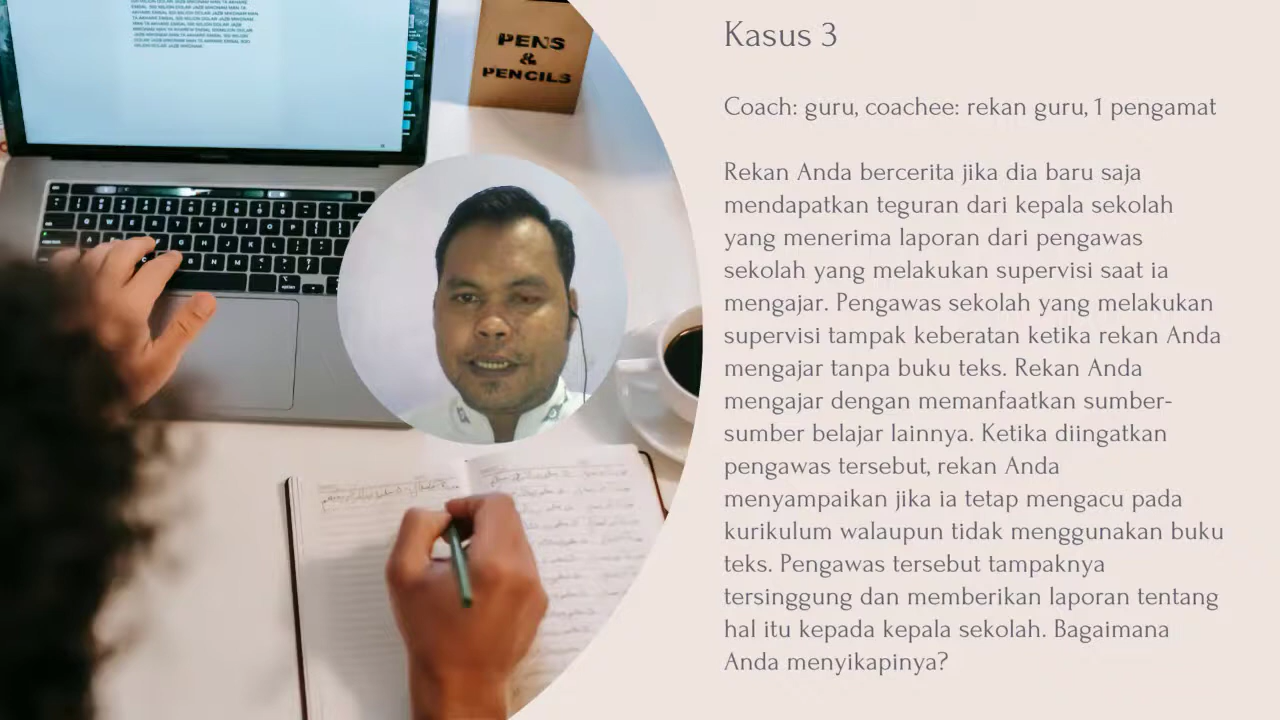 PENS
&
PENCILS
Kasus 3
Coach: guru, coachee: rekan guru, 1 pengamat
Rekan Anda bercerita jika dia baru saja
mendapatkan teguran dari kepala sekolah
yang menerima laporan dari pengawas
sekolah yang melakukan supervisi saat ia
mengajar. Pengawas sekolah yang melakukan
supervisi tampak keberatan ketika rekan Anda
mengajar tanpa buku teks. Rekan Anda
mengajar dengan memanfaatkan sumber-
sumber belajar lainnya. Ketika diingatkan
pengawas tersebut, rekan Anda
menyampaikan jika ia tetap mengacu pada
kurikulum walaupun tidak menggunakan buku
teks. Pengawas tersebut tampaknya
tersinggung dan memberikan laporan tentang
hal itu kepada kepala sekolah. Bagaimana
Anda menyikapinya?